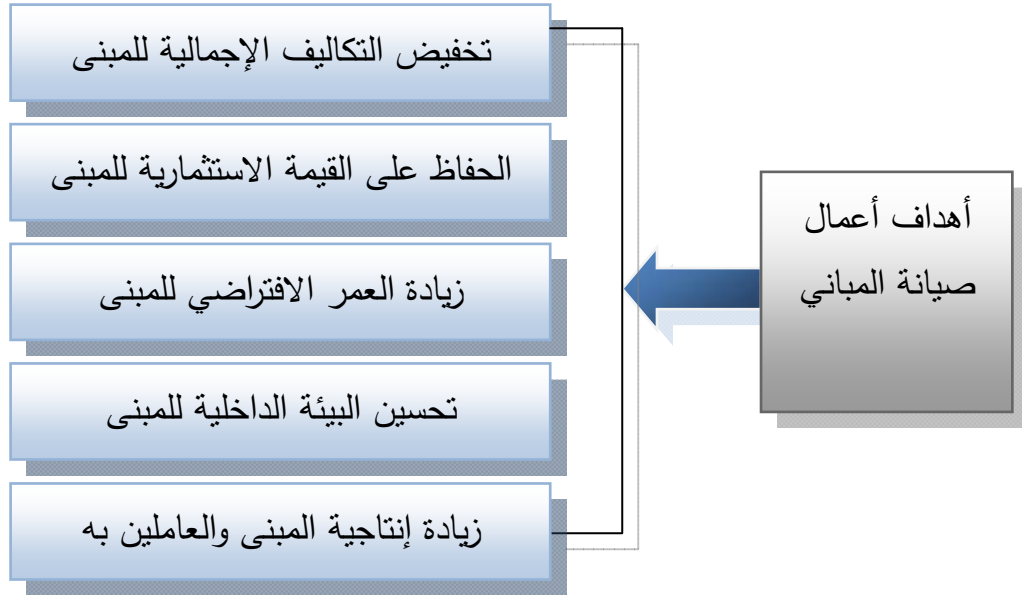 أهداف أعمال
صيانة المباني
تخفيض التكاليف الإجمالية للمبنى
الحفاظ على القيمة الاستثمارية للمبنى
زيادة العمر الافتراضي للمبنى
تحسين البيئة الداخلية للمبنى
زيادة إنتاجية المبنى والعاملين به